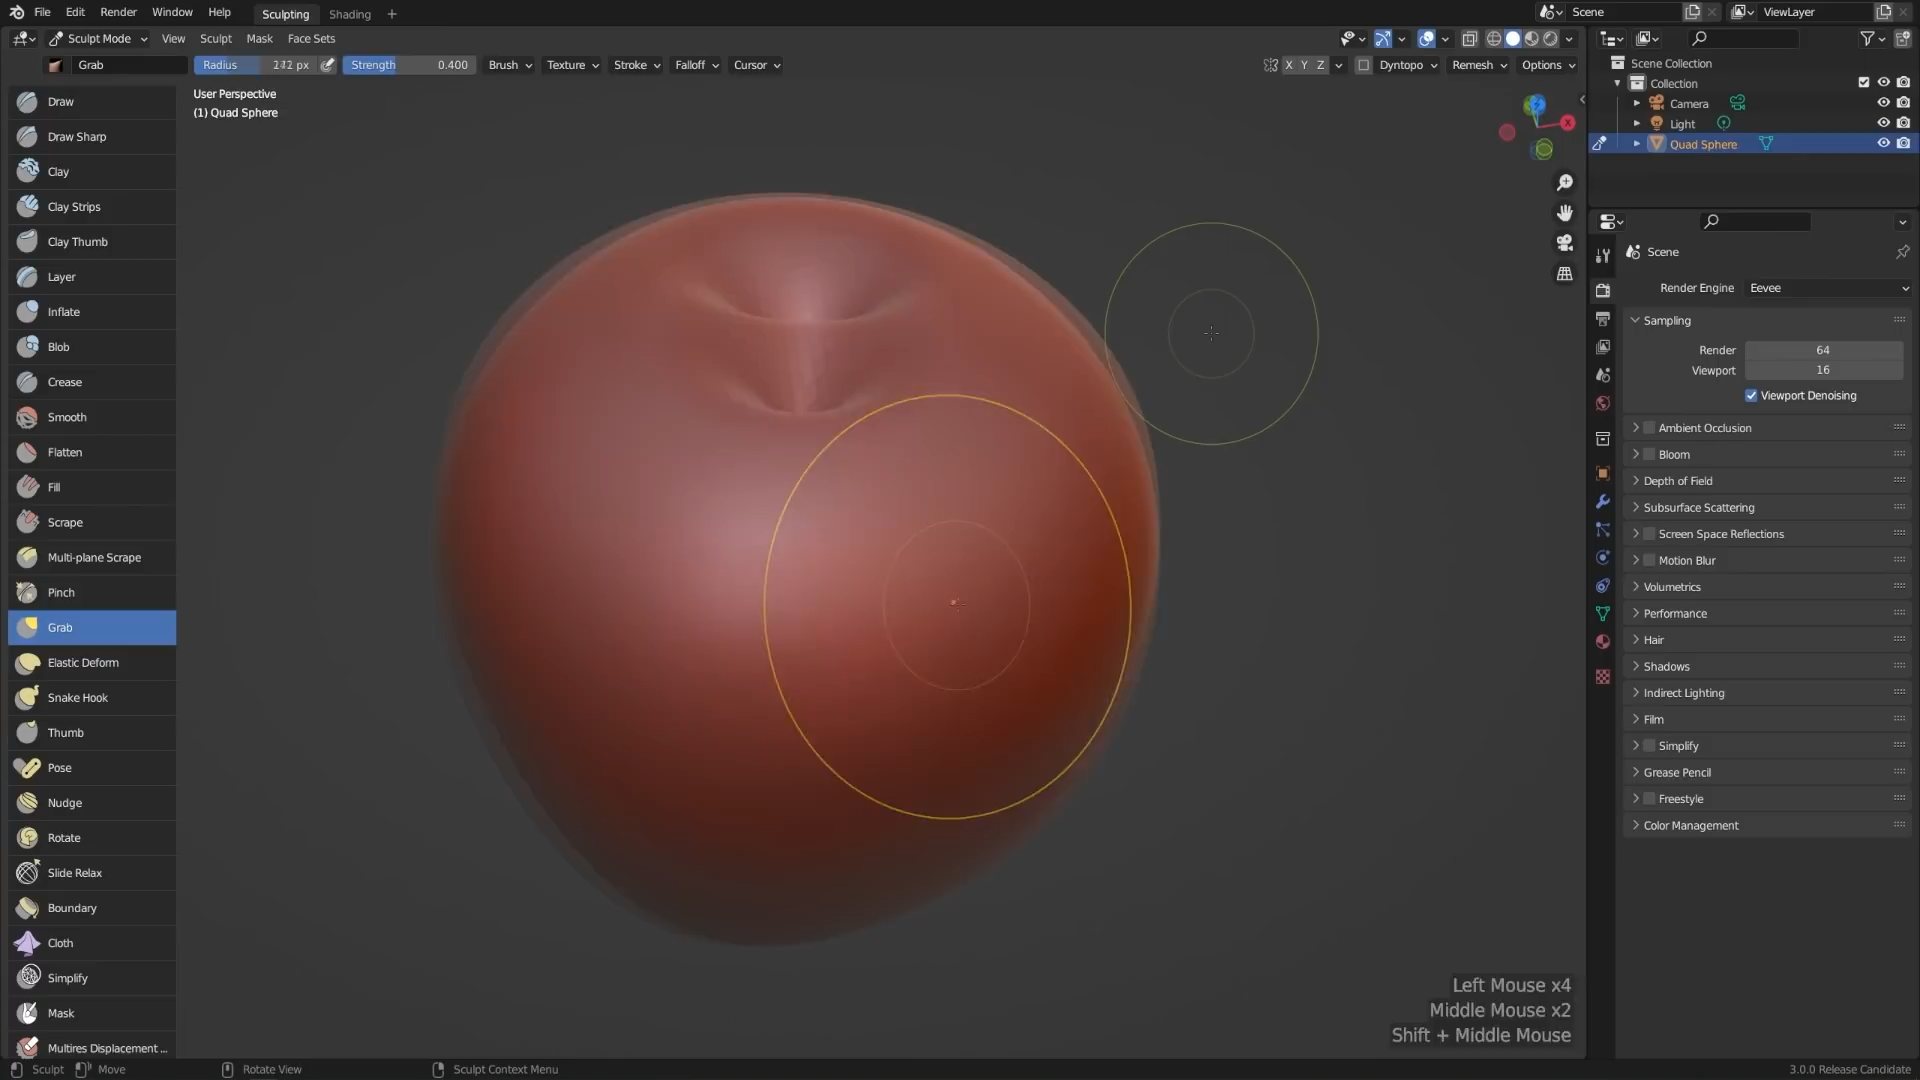 File Edit Render Window Help Sculpting Shading + Scene ViewLayer
Sculpt Mode View Sculpt Mask Face Sets
Grab Radius Strength 0.400 Brush Texture Stroke Falloff Cursor X Y Z Dyntopo Remesh Options
User Perspective
(1) Quad Sphere
Draw
Draw Sharp
Clay
Clay Strips
Clay Thumb
Layer
Inflate
Blob
Crease
Smooth
Flatten
Fill
Scrape
Multi-plane Scrape
Pinch
Grab
Elastic Deform
Snake Hook
Thumb
Pose
Nudge
Rotate
Slide Relax
Boundary
Cloth
Simplify
Mask
Multires Displacement ...
X
Left Mouse x4
Middle Mouse x2
Shift + Middle Mouse
Scene Collection
Collection
Camera
Light
Quad Sphere
Scene
Render Engine Eevee
Sampling
Render 64
Viewport 16
Viewport Denoising
Ambient Occlusion
Bloom
Depth of Field
Subsurface Scattering
Screen Space Reflections
Motion Blur
Volumetrics
Performance
Hair
Shadows
Indirect Lighting
Film
Simplify
Grease Pencil
Freestyle
Color Management
Sculpt Move Rotate View Sculpt Context Menu 3.0.0 Release Candidate